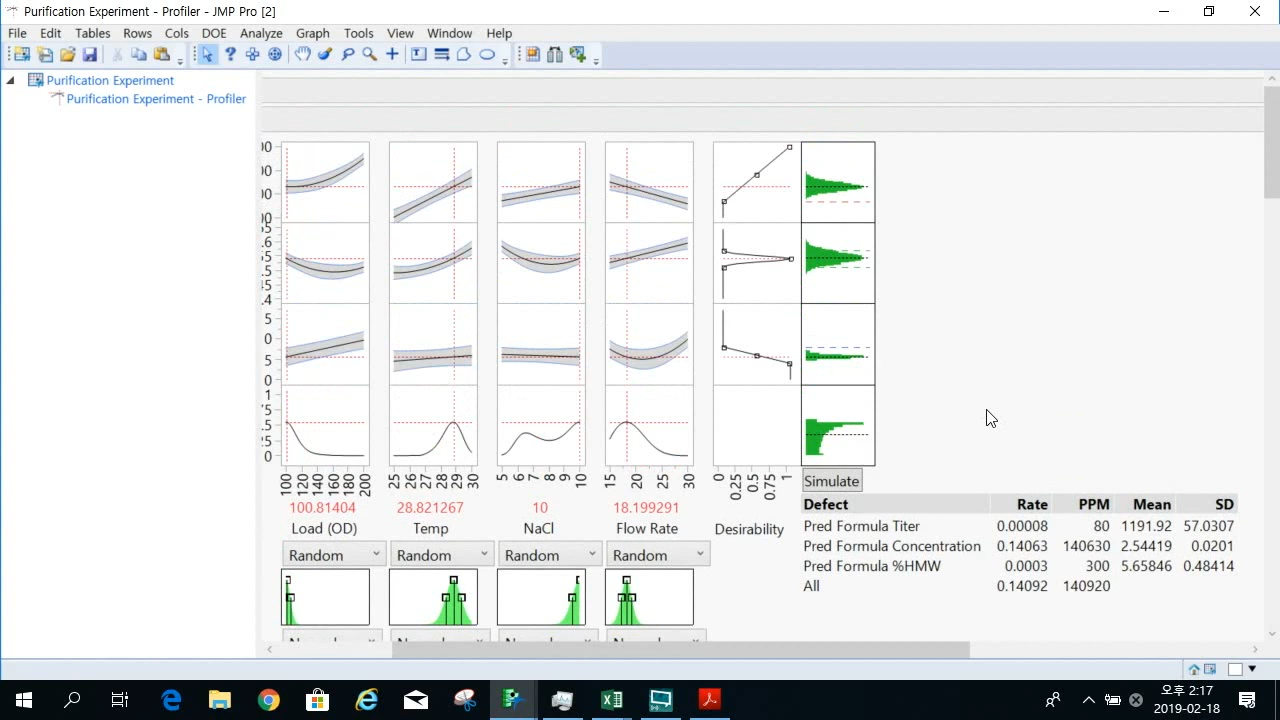 Purification Experiment - Profiler - JMP Pro [2]
File Edit Tables Rows Cols DOE Analyze Graph Tools View Window Help
Purification Experiment
Purification Experiment - Profiler
100 120 140 160 180 200
25 26 27 28 29 30
5 6 7 8 9 10
15 20 25 30
0 0.25 0.5 0.75 1
Simulate
100.81404 28.821267 10 18.199291
Load (OD) Temp NaCl Flow Rate Desirability
Random Random Random Random
Defect Rate PPM Mean SD
Pred Formula Titer 0.00008 80 1191.92 57.0307
Pred Formula Concentration 0.14063 140630 2.54419 0.0201
Pred Formula %HMW 0.0003 300 5.65846 0.48414
All 0.14092 140920
오후 2:17
2019-02-18